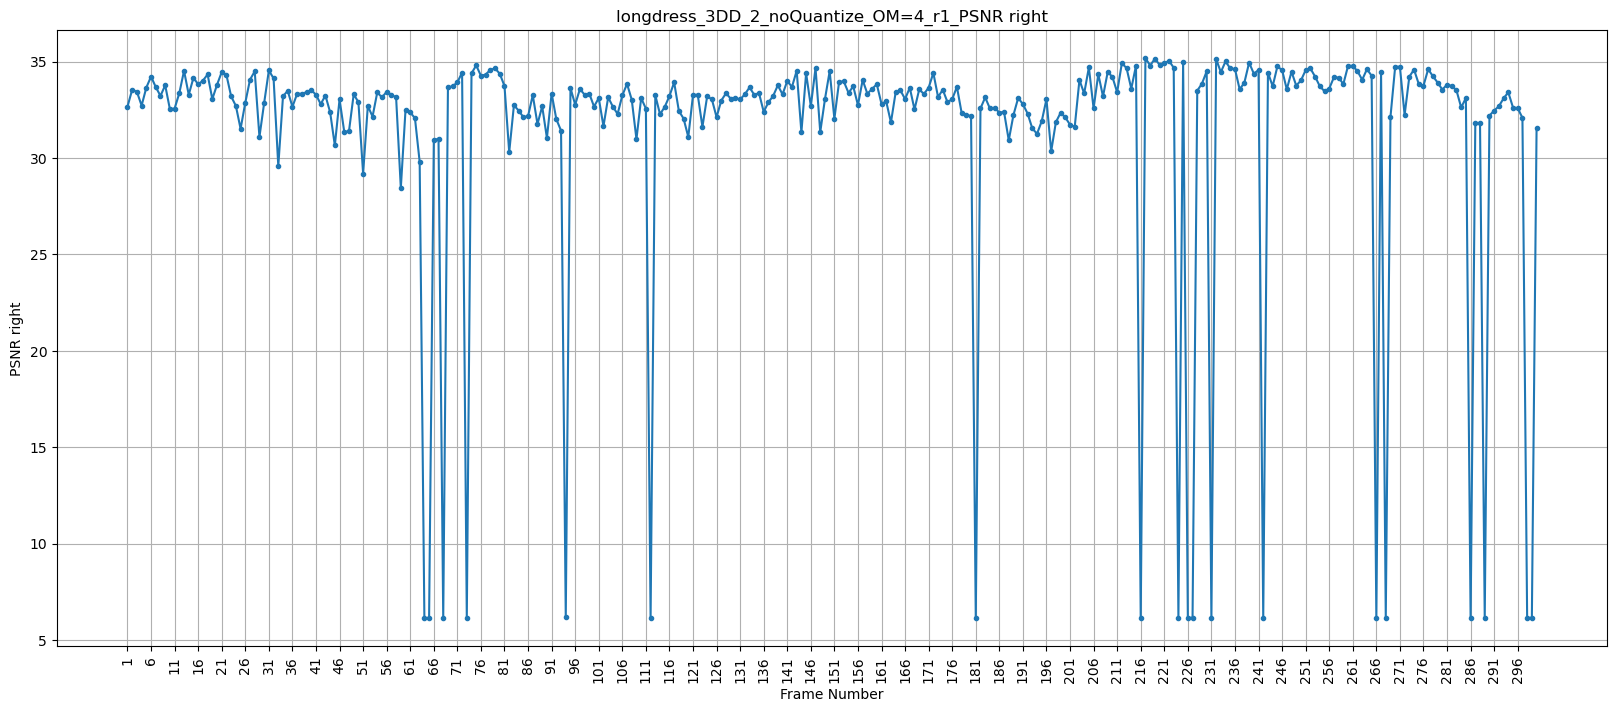 longdress_3DD_2_noQuantize_OM=4_r1_PSNR right
35
30
25
20
15
10
5
PSNR right
1 6 11 16 21 26 31 36 41 46 51 56 61 66 71 76 81 86 91 96 101 106 111 116 121 126 131 136 141 146 151 156 161 166 171 176 181 186 191 196 201 206 211 216 221 226 231 236 241 246 251 256 261 266 271 276 281 286 291 296
Frame Number